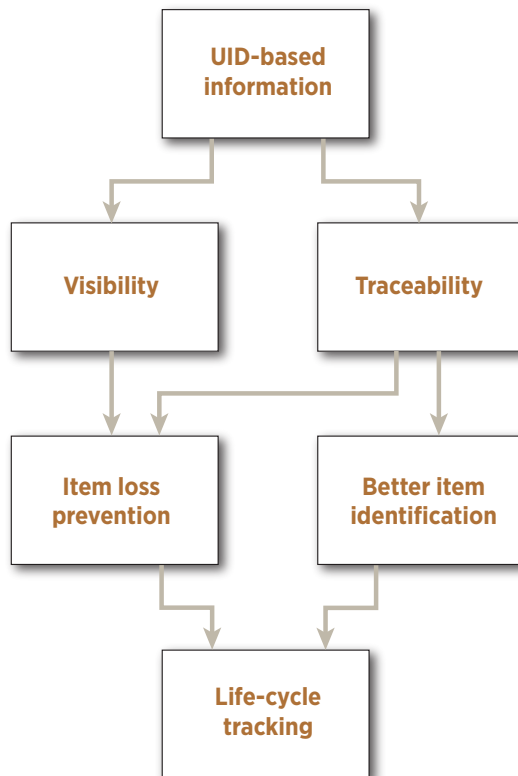 UID-based
information
Visibility
Traceability
Item loss
prevention
Better item
identification
Life-cycle
tracking